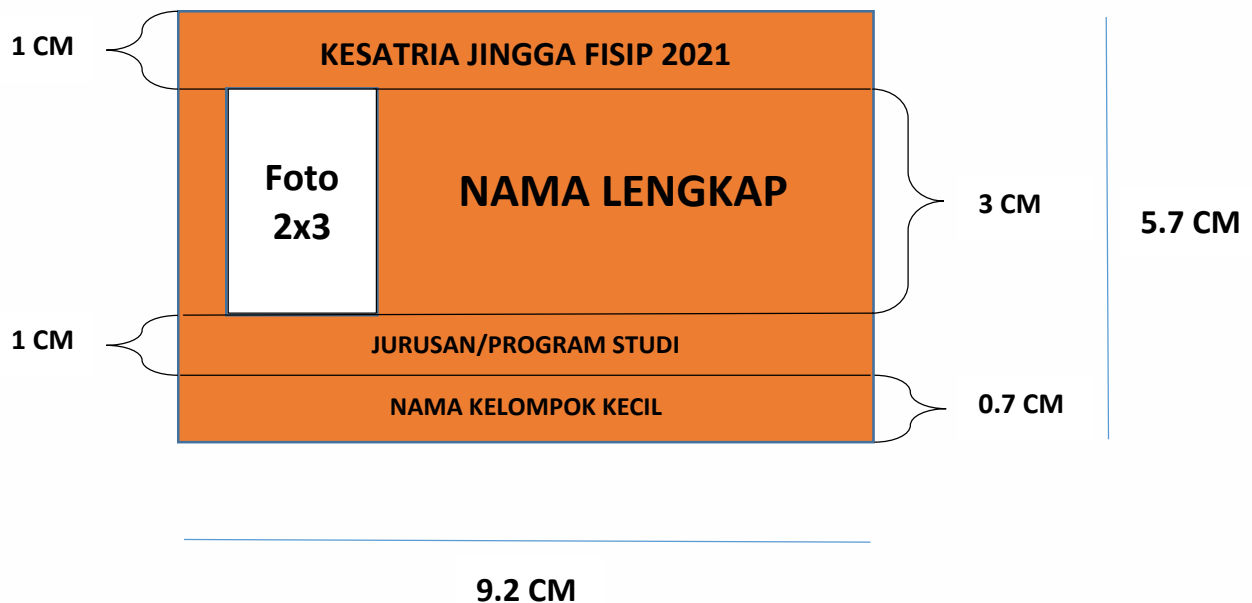 1 CM
KESATRIA JINGGA FISIP 2021
Foto
2x3
NAMA LENGKAP
3 CM
5.7 CM
1 CM
JURUSAN/PROGRAM STUDI
NAMA KELOMPOK KECIL
0.7 CM
9.2 CM